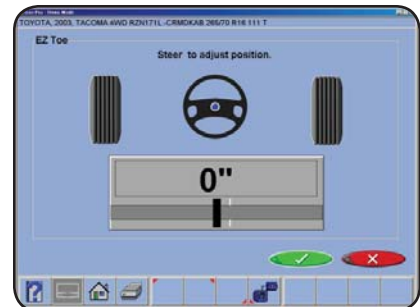 TOYOTA, 2003, TACOMA 4WD RZN171L -CRMDKAB 265/70 R16 111 T
EZ Toe
Steer to adjust position.
0"
?